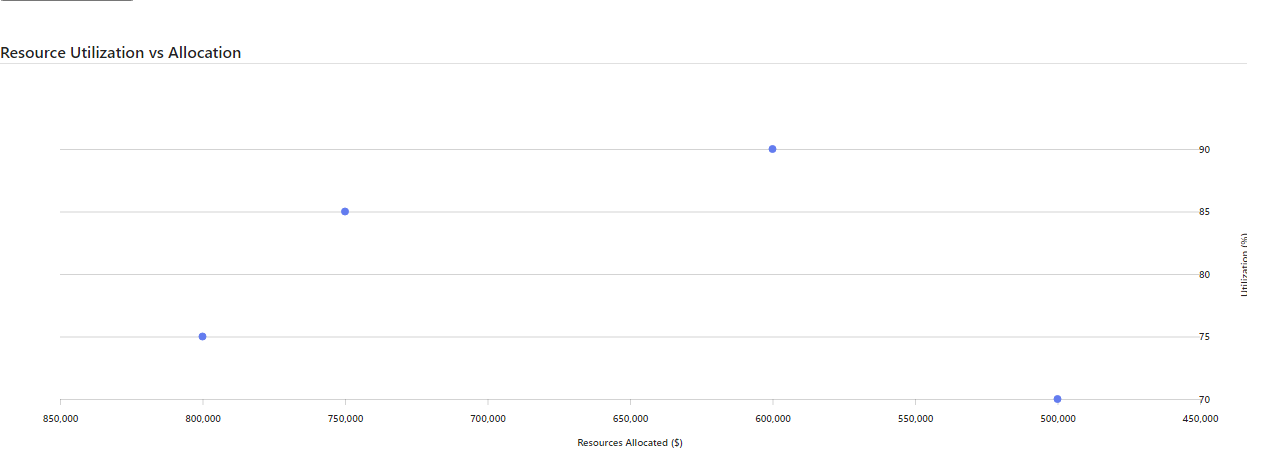 Resource Utilization vs Allocation
90
85
80
75
70
Utilization (%)
850,000 800,000 750,000 700,000 650,000 600,000 550,000 500,000 450,000
Resources Allocated ($)